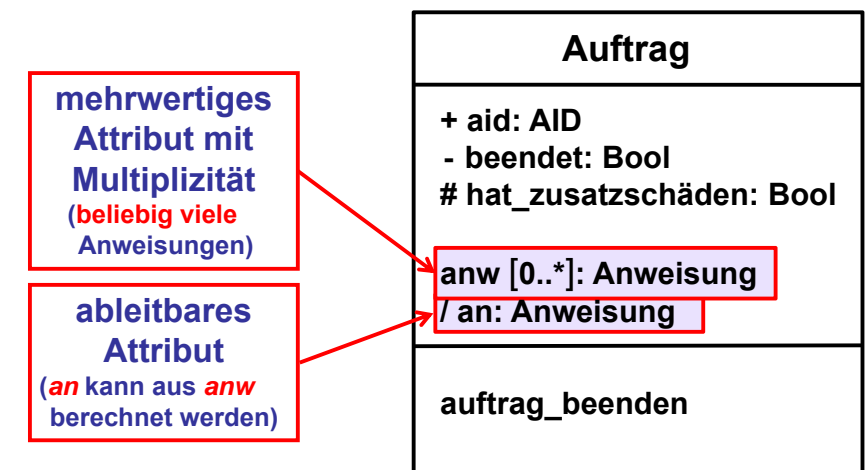 Auftrag
mehrwertiges
Attribut mit
Multiplizität
(beliebig viele
Anweisungen)
+ aid: AID
- beendet: Bool
# hat_zusatzschäden: Bool
anw [0..*]: Anweisung
/ an: Anweisung
ableitbares
Attribut
(an kann aus anw
berechnet werden)
auftrag_beenden